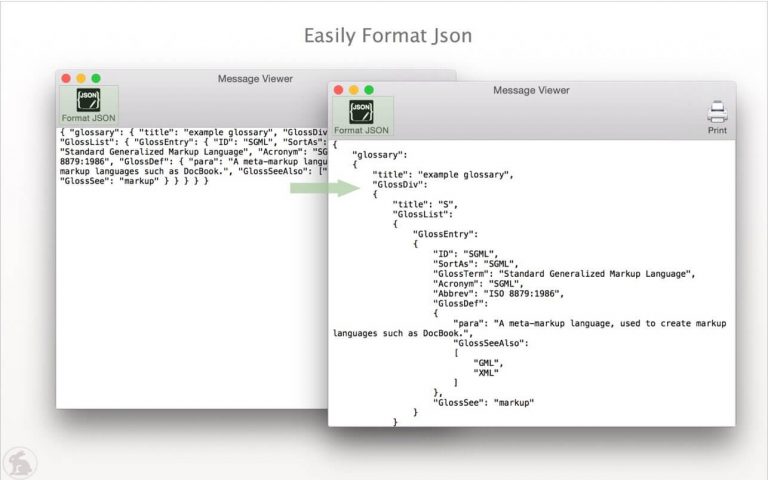 Easily Format Json
Message Viewer
JSON
Format JSON
{ "glossary": { "title": "example glossary", "GlossDiv
"GlossList": { "GlossEntry": { "ID": "SGML", "SortAs":
"Standard Generalized Markup Language", "Acronym": "SG
8879:1986", "GlossDef": { "para": "A meta-markup langu
markup languages such as DocBook.", "GlossSeeAlso": ["
"GlossSee": "markup" } } } } }
Message Viewer
JSON
Format JSON
Print
{
"glossary":
{
"title": "example glossary",
"GlossDiv":
{
"title": "S",
"GlossList":
{
"GlossEntry":
{
"ID": "SGML",
"SortAs": "SGML",
"GlossTerm": "Standard Generalized Markup Language",
"Acronym": "SGML",
"Abbrev": "ISO 8879:1986",
"GlossDef":
{
"para": "A meta-markup language, used to create markup
languages such as DocBook.",
"GlossSeeAlso":
[
"GML",
"XML"
]
},
"GlossSee": "markup"
}
}